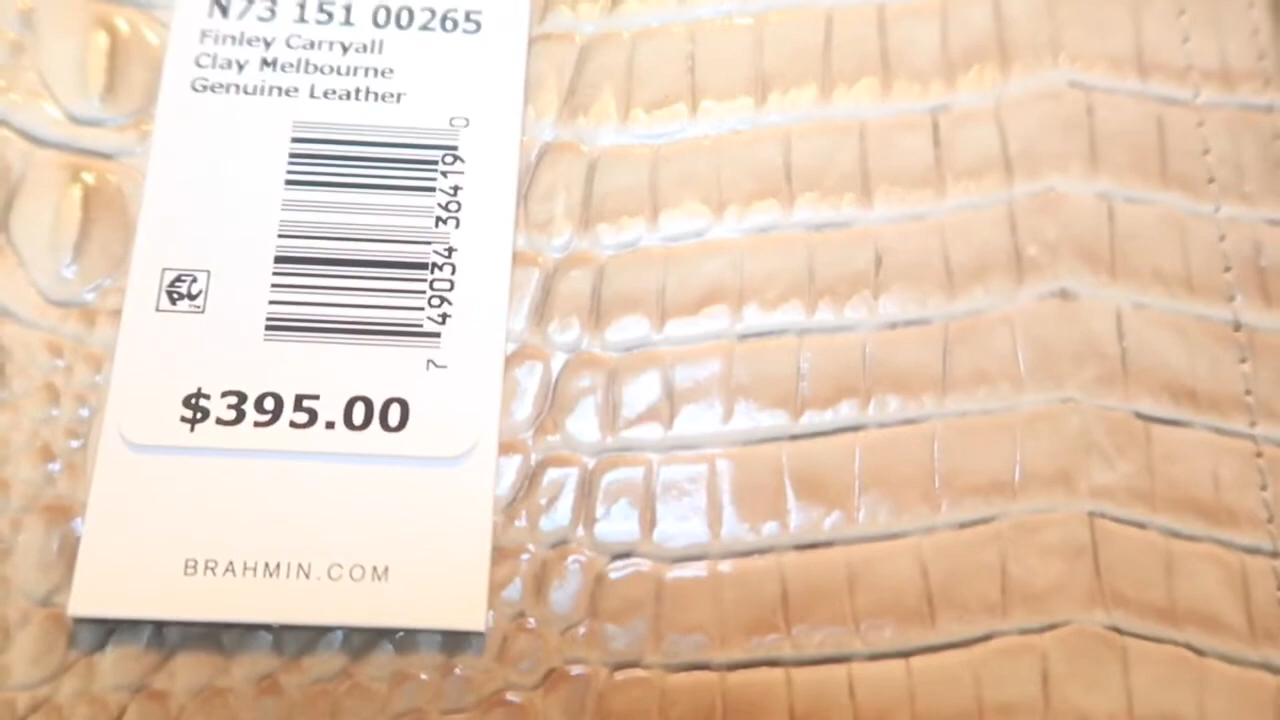 N73 151 00265
Finley Carryall
Clay Melbourne
Genuine Leather
7 49034 36419 0
$395.00
BRAHMIN.COM